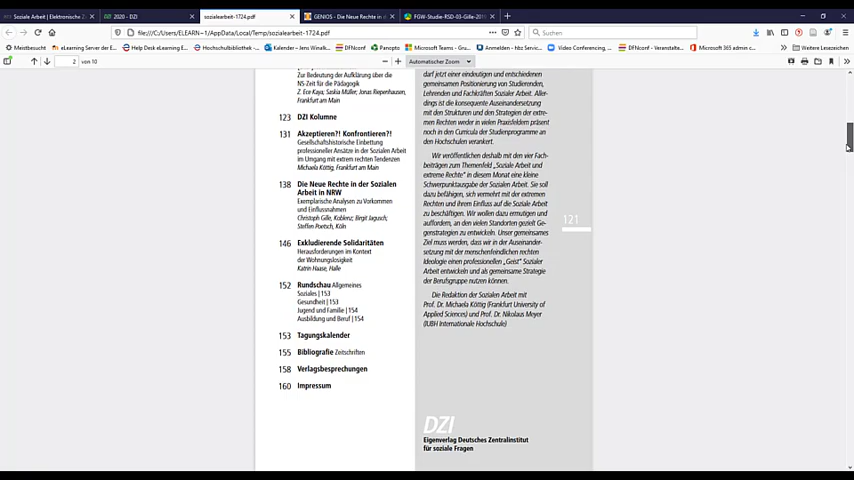 Soziale Arbeit | Elektronische Z
2020 - DZI
sozialearbeit-1724.pdf
GENIOS - Die Neue Rechte in d
FGW-Studie-RSD-03-Gille-2019
file:///C:/Users/ELEARN~1/AppData/Local/Temp/sozialearbeit-1724.pdf
Suchen
Meistbesucht
eLearning Server de...
Hochschulbibliothek -...
Kalender - Jens Winalk...
DFNconf
Panopto
Microsoft Teams - Gru...
Anmelden - hbz Servic...
Video Conferencing, ...
eLearning Server de...
DFNconf
Microsoft 365 admin c...
Weitere Lesezeichen
2 von 10
Automatischer Zoom
Zur Bedeutung der Aufklärung über die
NS-Zeit für die Pädagogik
Z. Ece Kaya; Saskia Müller; Jonas Riepenhausen,
Frankfurt am Main
123 DZI Kolumne
131 Akzeptieren?! Konfrontieren?!
Gesellschaftshistorische Einbettung
professioneller Ansätze in der Sozialen Arbeit
im Umgang mit extrem rechten Tendenzen
Michaela Köttig, Frankfurt am Main
138 Die Neue Rechte in der Sozialen
Arbeit in NRW
Exemplarische Analysen zu Vorkommen
und Einflussnahmen
Christoph Gille, Koblenz; Birgit Jagusch;
Steffen Poetsch, Köln
146 Exkludierende Solidaritäten
Herausforderungen im Kontext
der Wohnungslosigkeit
Katrin Haase, Halle
152 Rundschau Allgemeines
Soziales | 153
Gesundheit | 153
Jugend und Familie | 154
Ausbildung und Beruf | 154
153 Tagungskalender
155 Bibliografie Zeitschriften
158 Verlagsbesprechungen
160 Impressum
darf jetzt einer eindeutigen und entschiedenen
gemeinsamen Positionierung von Studierenden,
Lehrenden und Fachkräften Sozialer Arbeit. Aller-
dings ist die konsequente Auseinandersetzung
mit den Strukturen und den Strategien der extre-
men Rechten weder in vielen Praxisfeldern präsent
noch in den Curricula der Studienprogramme an
den Hochschulen verankert.
Wir veröffentlichen deshalb mit den vier Fach-
beiträgen zum Themenfeld „Soziale Arbeit und
extreme Rechte“ in diesem Monat eine kleine
Schwerpunktausgabe der Sozialen Arbeit. Sie soll
dazu befähigen, sich vermehrt mit der extremen
Rechten und ihrem Einfluss auf die Soziale Arbeit
zu beschäftigen. Wir wollen dazu ermutigen und
auffordern, an den vielen Standorten gezielt Ge-
genstrategien zu entwickeln. Unser gemeinsames
Ziel muss werden, dass wir in der Auseinander-
setzung mit der menschenfeindlichen rechten
Ideologie einen professionellen „Geist“ Sozialer
Arbeit entwickeln und als gemeinsame Strategie
der Berufsgruppe nutzen können.
Die Redaktion der Sozialen Arbeit mit
Prof. Dr. Michaela Köttig (Frankfurt University of
Applied Sciences) und Prof. Dr. Nikolaus Meyer
(IUBH Internationale Hochschule)
121
DZI
Eigenverlag Deutsches Zentralinstitut
für soziale Fragen